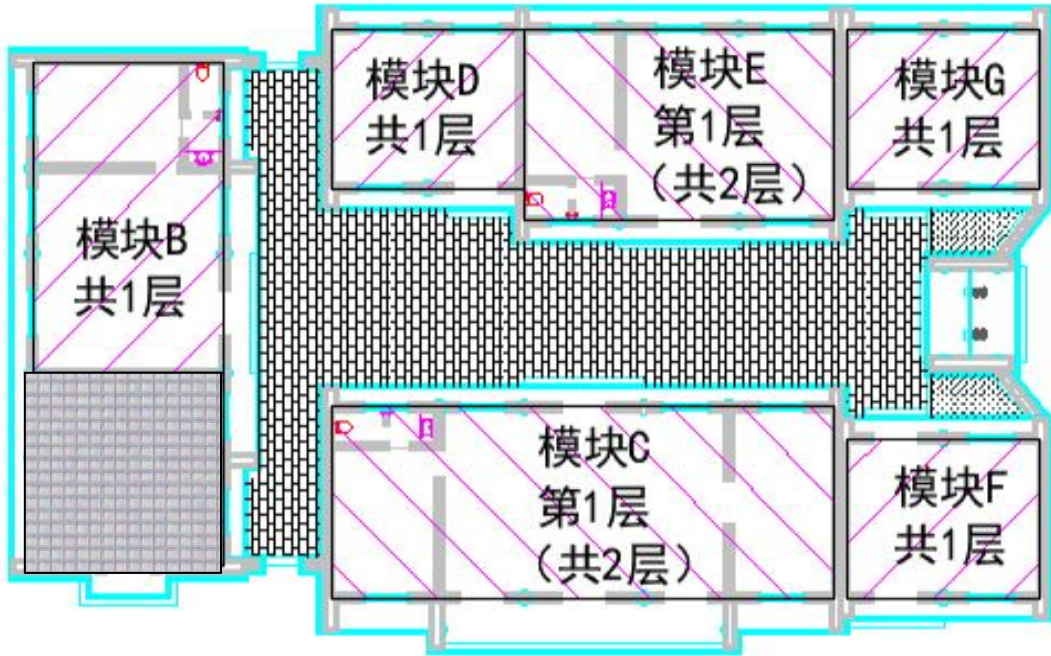 模块D
共1层
模块E
第1层
（共2层）
模块G
共1层
模块B
共1层
模块C
第1层
（共2层）
模块F
共1层